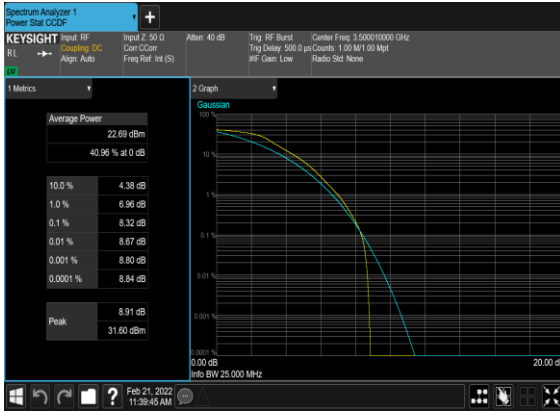 Spectrum Analyzer 1
Power Stat CCDF
KEYSIGHT
RL
Input: RF
Coupling: DC
Align: Auto
Input Z: 50 Ω
Corr CCorr
Freq Ref: Int (S)
Atten: 40 dB
Trig: RF Burst
Trig Delay: 500.0 µs
#IF Gain: Low
Center Freq: 3.500010000 GHz
Counts: 1.00 M/1.00 Mpt
Radio Std: None
1 Metrics
Average Power
22.69 dBm
40.96 % at 0 dB
10.0 % 4.38 dB
1.0 % 6.96 dB
0.1 % 8.32 dB
0.01 % 8.67 dB
0.001 % 8.80 dB
0.0001 % 8.84 dB
Peak
8.91 dB
31.60 dBm
2 Graph
Gaussian
100 %
10 %
1 %
0.1 %
0.01 %
0.001 %
0.0001 %
0.00 dB
20.00 d
Info BW 25.000 MHz
?
Feb 21, 2022
11:39:45 AM